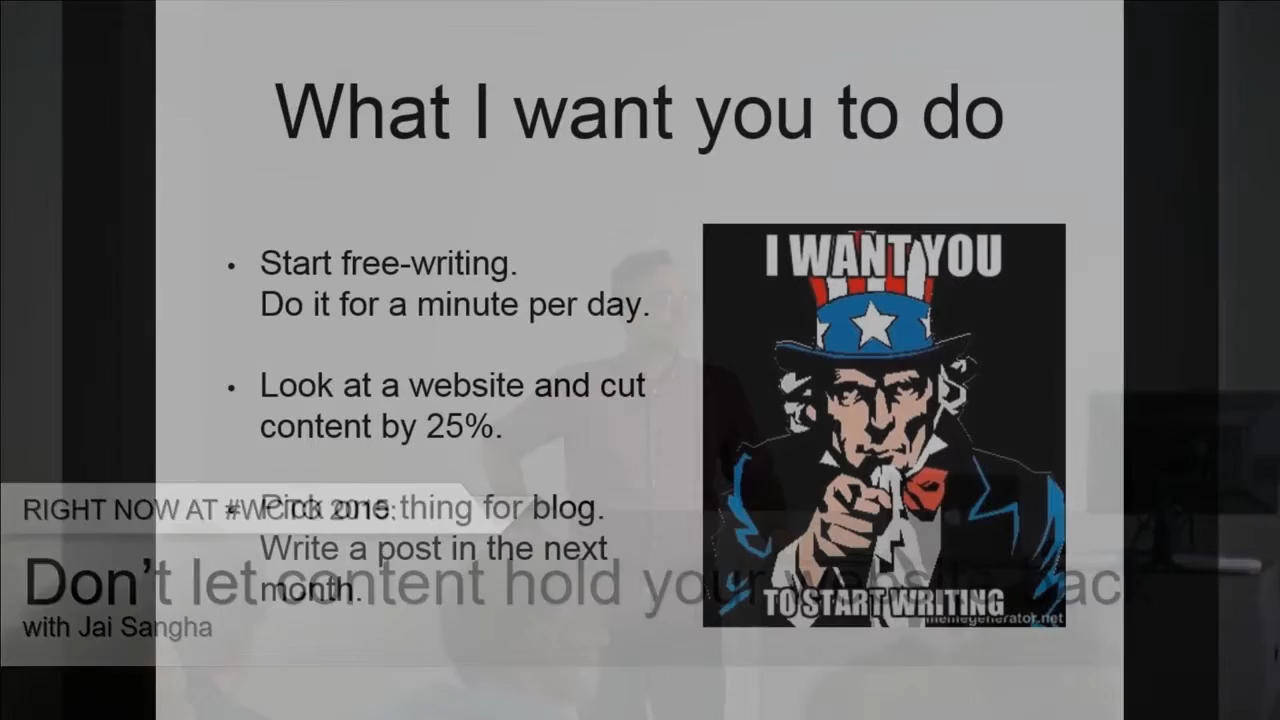 What I want you to do
• Start free-writing.
Do it for a minute per day.
• Look at a website and cut
content by 25%.
• Pick one thing for blog.
Write a post in the next
month.
I WANT YOU
TO START WRITING
memegenerator.net
RIGHT NOW AT #WCTO 2015:
Don't let content hold your website back
with Jai Sangha